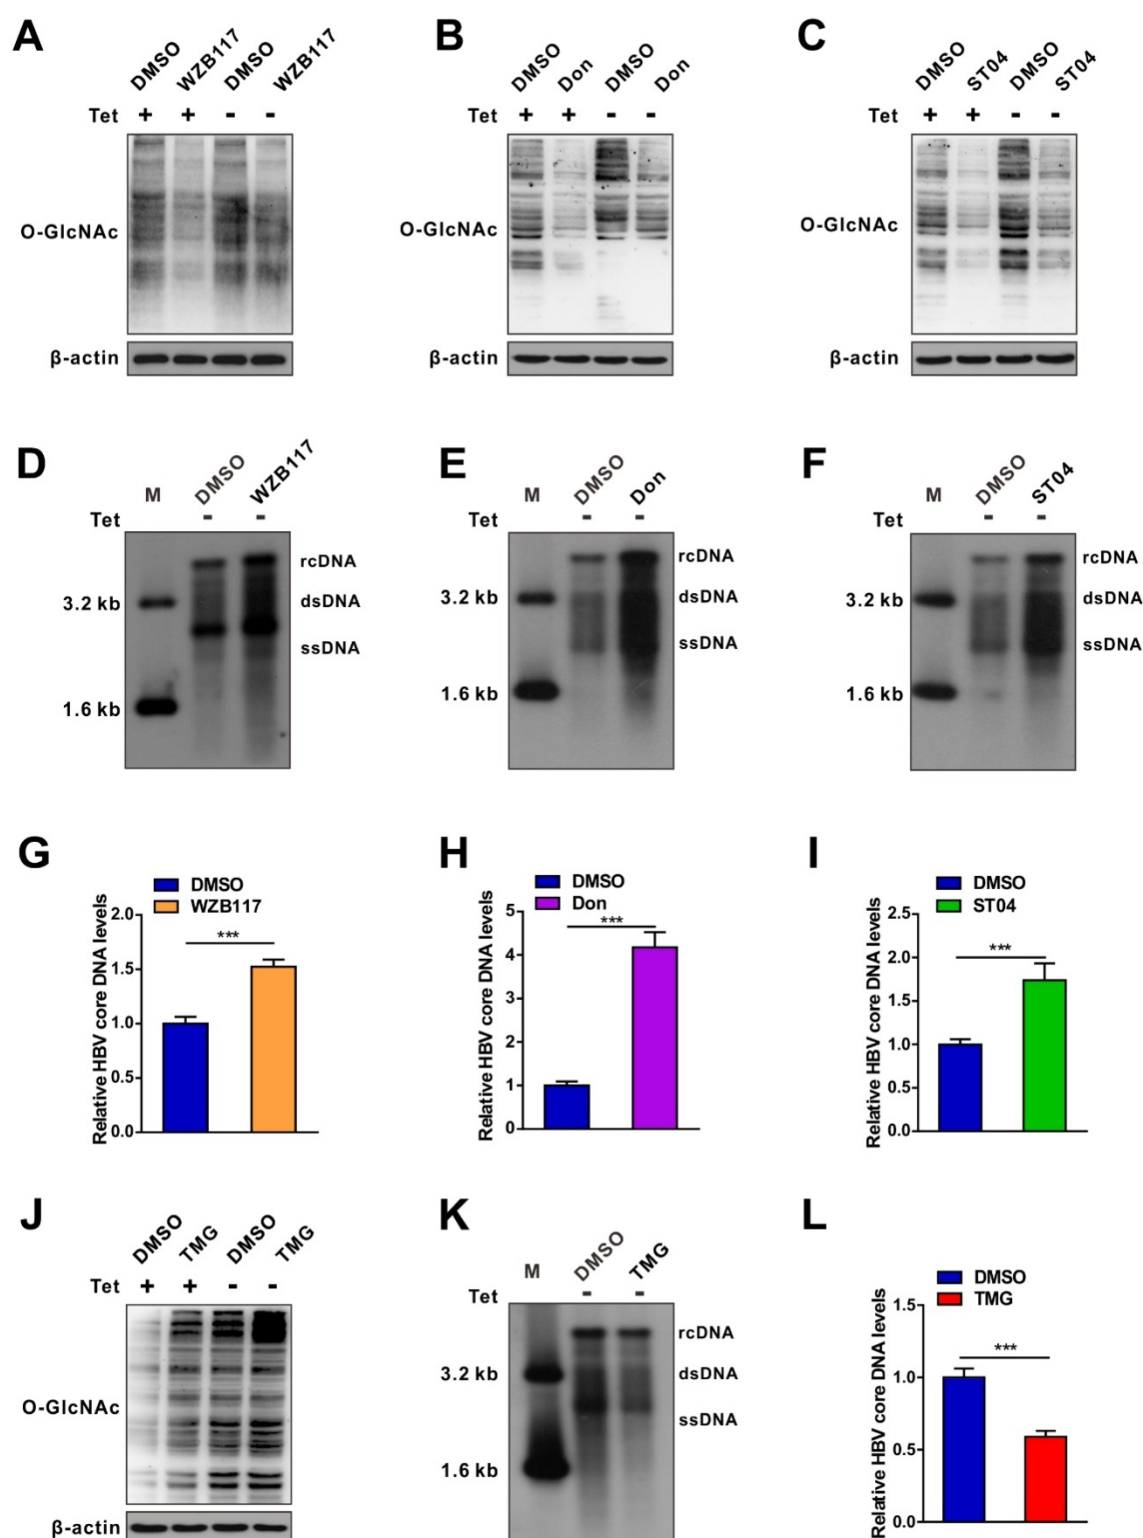 A
DMSO WZB117 DMSO WZB117
Tet + + - -
O-GlcNAc
β-actin
B
DMSO Don DMSO Don
Tet + + - -
O-GlcNAc
β-actin
C
DMSO ST04 DMSO ST04
Tet + + - -
O-GlcNAc
β-actin
D
M DMSO WZB117
Tet - -
rcDNA
3.2 kb dsDNA
ssDNA
1.6 kb
E
M DMSO Don
Tet - -
rcDNA
3.2 kb dsDNA
ssDNA
1.6 kb
F
M DMSO ST04
Tet - -
rcDNA
3.2 kb dsDNA
ssDNA
1.6 kb
G
DMSO
WZB117
Relative HBV core DNA levels
2.0
1.5
1.0
0.5
0.0
***
H
DMSO
Don
Relative HBV core DNA levels
5
4
3
2
1
0
***
I
DMSO
ST04
Relative HBV core DNA levels
2.5
2.0
1.5
1.0
0.5
0.0
***
J
DMSO TMG DMSO TMG
Tet + + - -
O-GlcNAc
β-actin
K
M DMSO TMG
Tet - -
rcDNA
3.2 kb dsDNA
ssDNA
1.6 kb
L
DMSO
TMG
Relative HBV core DNA levels
1.5
1.0
0.5
0.0
***